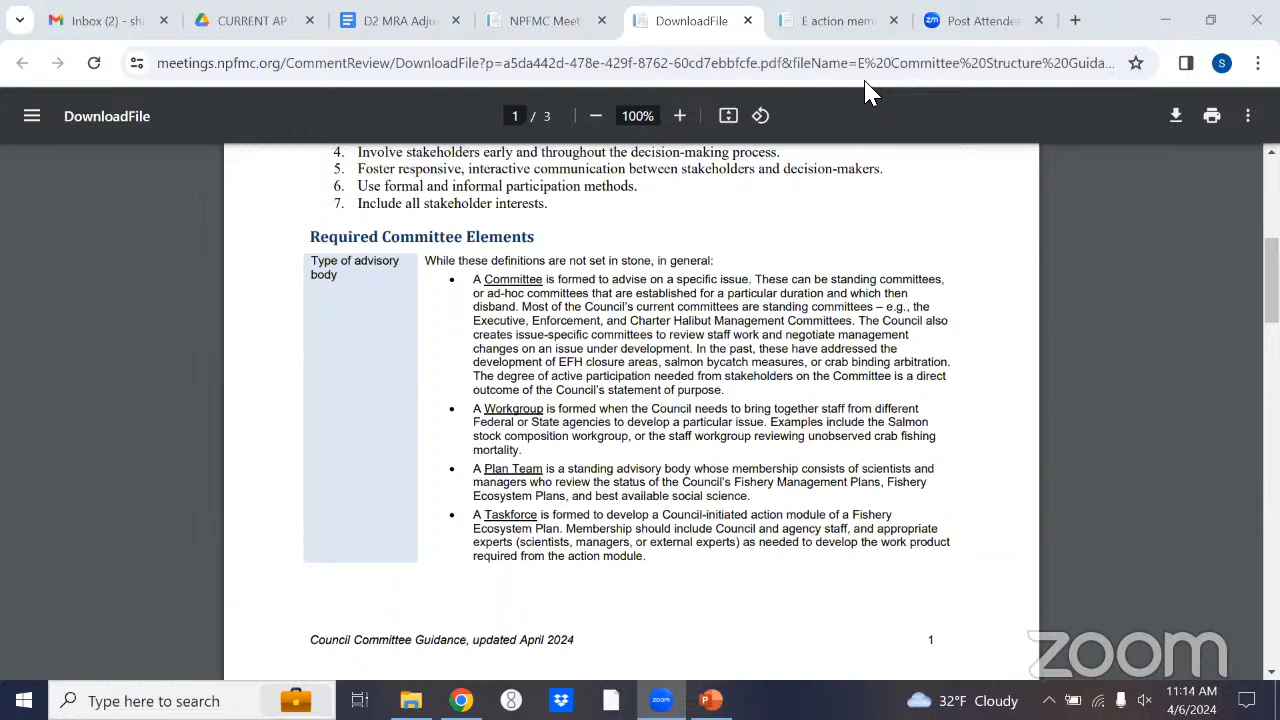 Inbox (2) - sh
CURRENT AP
D2 MRA Adju
NPFMC Meet
DownloadFile
E action mem
Post Attende
meetings.npfmc.org/CommentReview/DownloadFile?p=a5da442d-478e-429f-8762-60cd7ebbfcfe.pdf&fileName=E%20Committee%20Structure%20Guida...
S
DownloadFile
1 / 3
100%
4. Involve stakeholders early and throughout the decision-making process.
5. Foster responsive, interactive communication between stakeholders and decision-makers.
6. Use formal and informal participation methods.
7. Include all stakeholder interests.
Required Committee Elements
Type of advisory
body
While these definitions are not set in stone, in general:
• A Committee is formed to advise on a specific issue. These can be standing committees,
or ad-hoc committees that are established for a particular duration and which then
disband. Most of the Council's current committees are standing committees – e.g., the
Executive, Enforcement, and Charter Halibut Management Committees. The Council also
creates issue-specific committees to review staff work and negotiate management
changes on an issue under development. In the past, these have addressed the
development of EFH closure areas, salmon bycatch measures, or crab binding arbitration.
The degree of active participation needed from stakeholders on the Committee is a direct
outcome of the Council's statement of purpose.
• A Workgroup is formed when the Council needs to bring together staff from different
Federal or State agencies to develop a particular issue. Examples include the Salmon
stock composition workgroup, or the staff workgroup reviewing unobserved crab fishing
mortality.
• A Plan Team is a standing advisory body whose membership consists of scientists and
managers who review the status of the Council's Fishery Management Plans, Fishery
Ecosystem Plans, and best available social science.
• A Taskforce is formed to develop a Council-initiated action module of a Fishery
Ecosystem Plan. Membership should include Council and agency staff, and appropriate
experts (scientists, managers, or external experts) as needed to develop the work product
required from the action module.
Council Committee Guidance, updated April 2024
1
zoom
Type here to search
zoom
32°F Cloudy
11:14 AM
4/6/2024